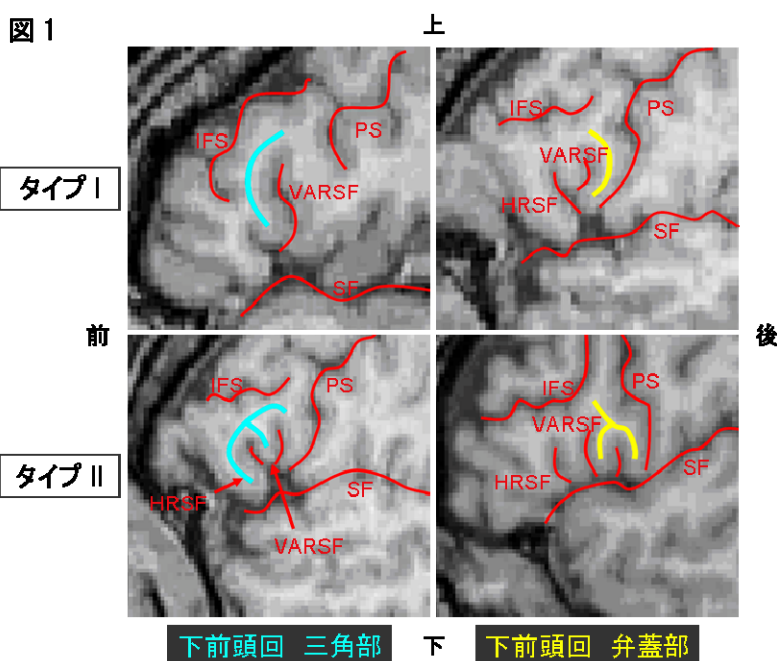 図1
上
IFS
PS
VARSF
SF
IFS
PS
VARSF
HRSF
SF
タイプ I
前
後
IFS
PS
HRSF
SF
VARSF
IFS
PS
VARSF
HRSF
SF
タイプ II
下前頭回 三角部
下
下前頭回 弁蓋部